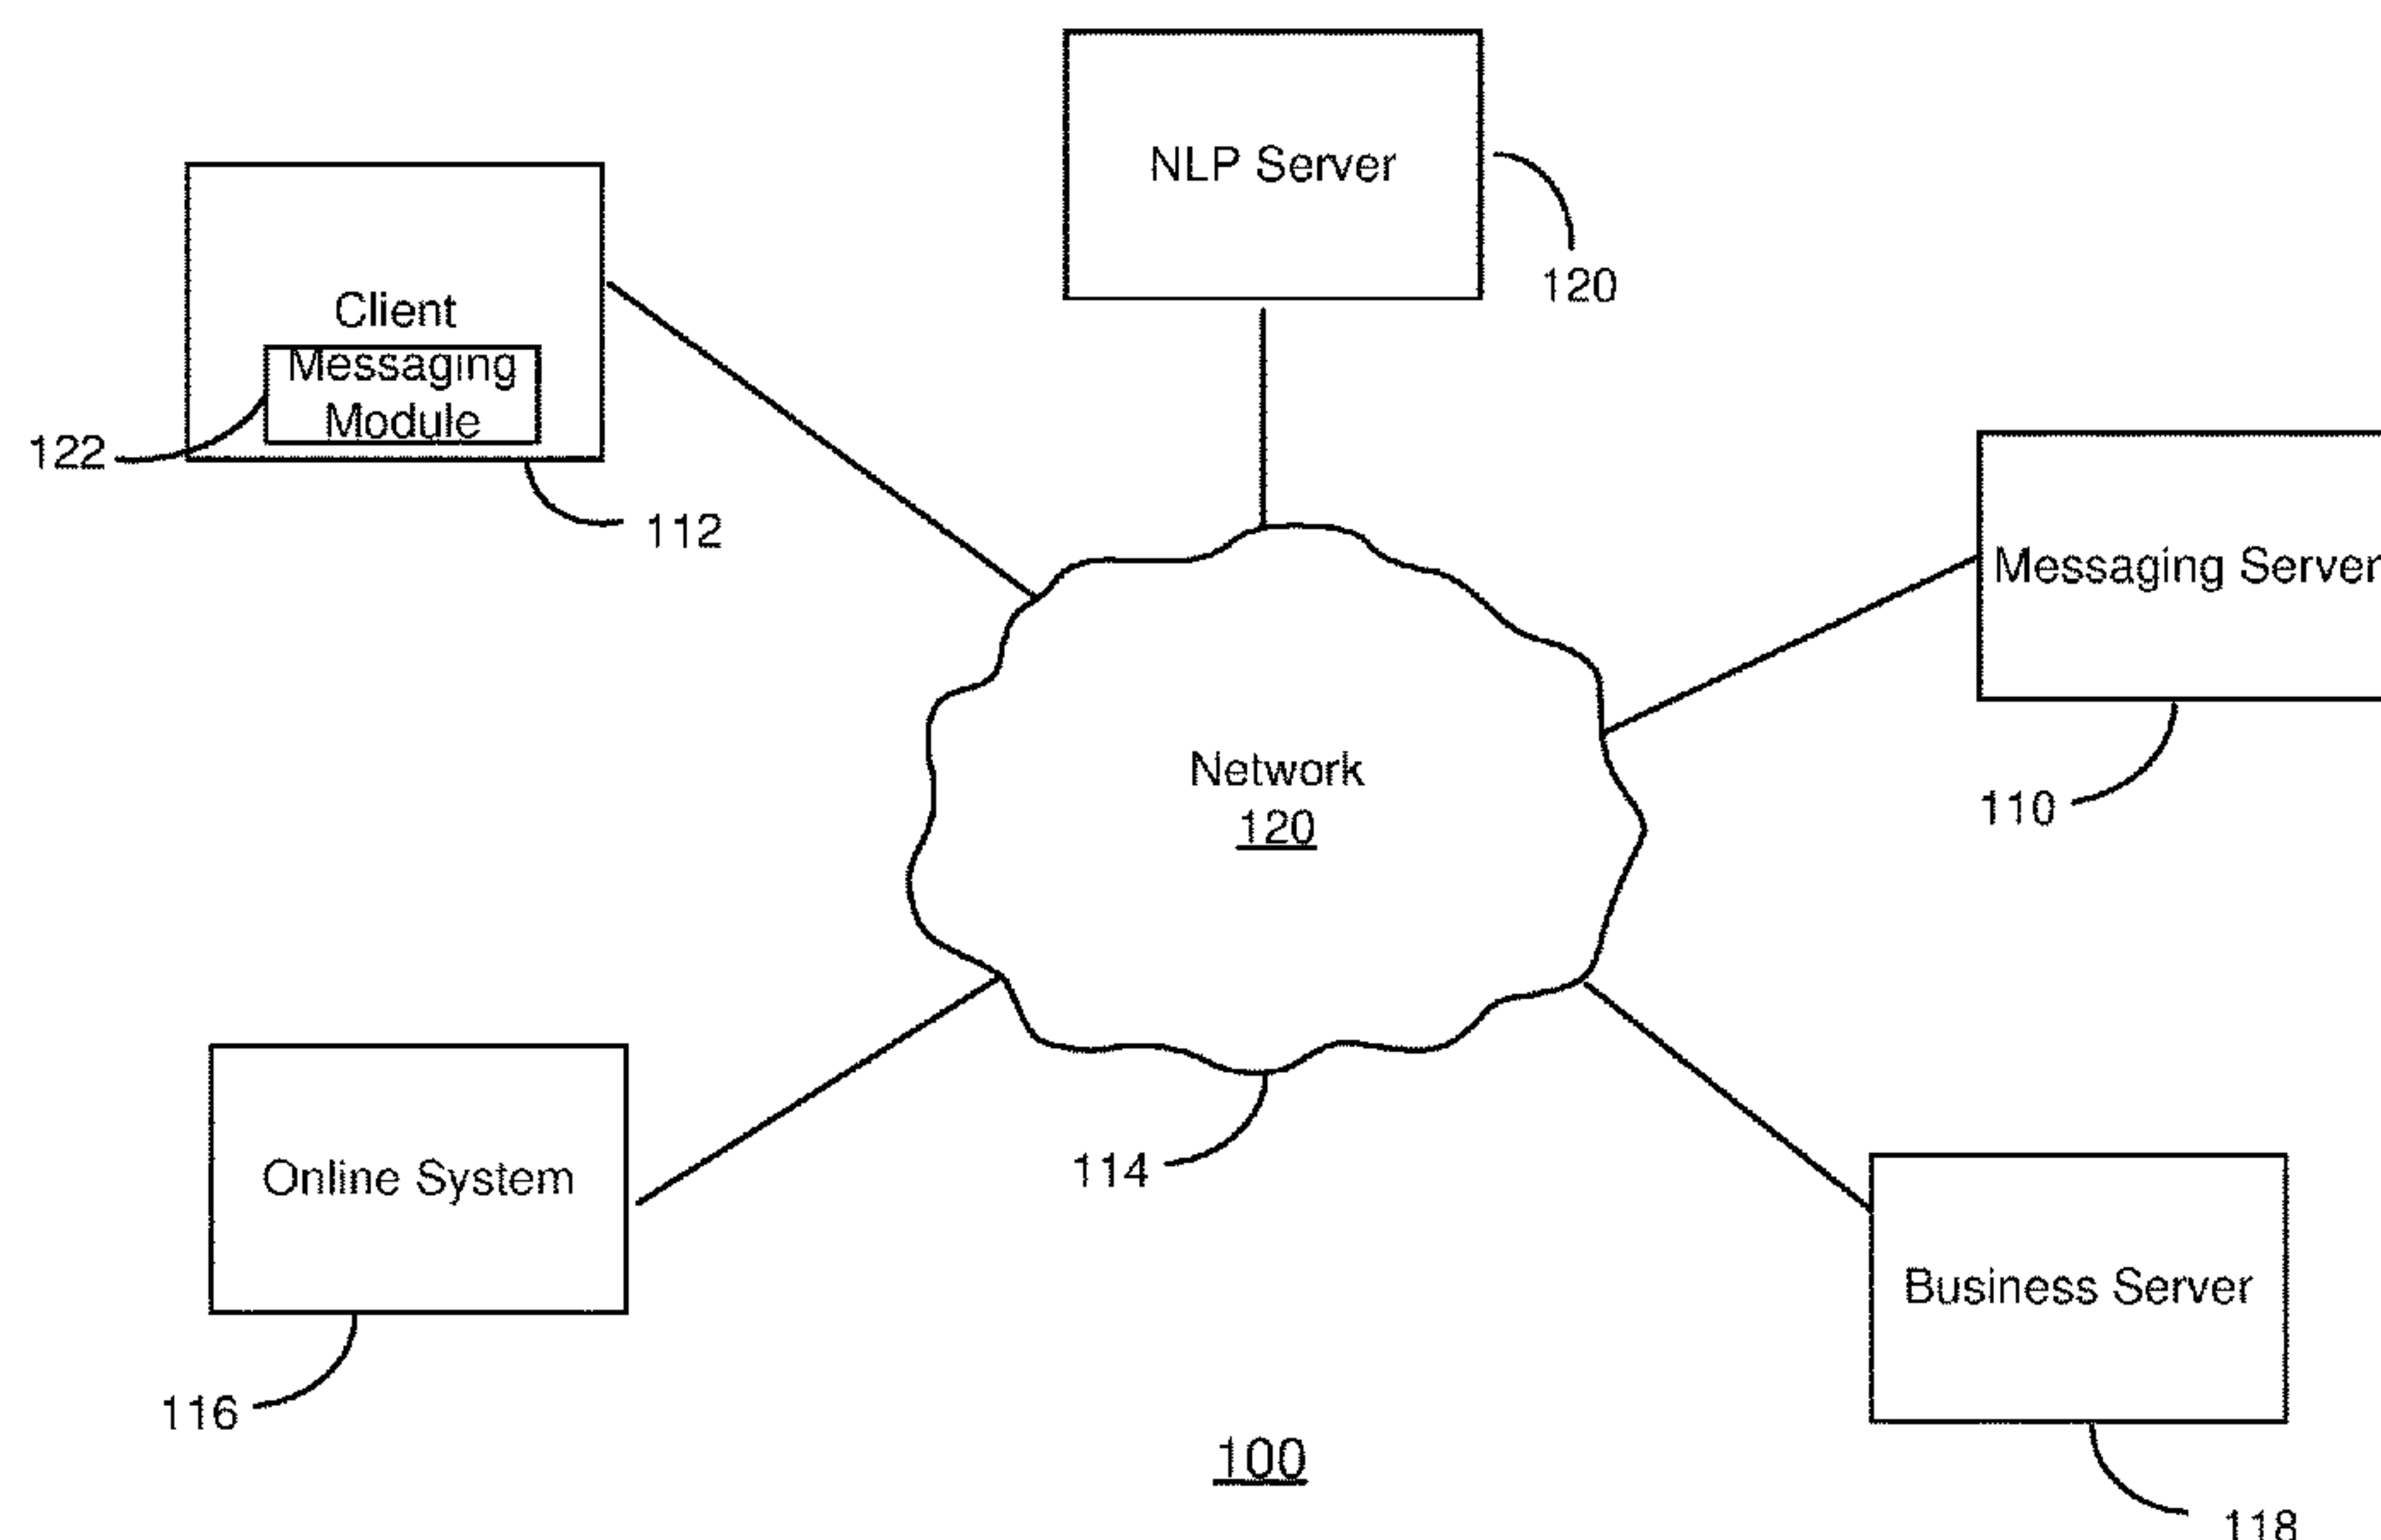 NLP Server
120
Client
Messaging
Module
122
112
Messaging Server
110
Network
120
114
Online System
116
Business Server
118
100